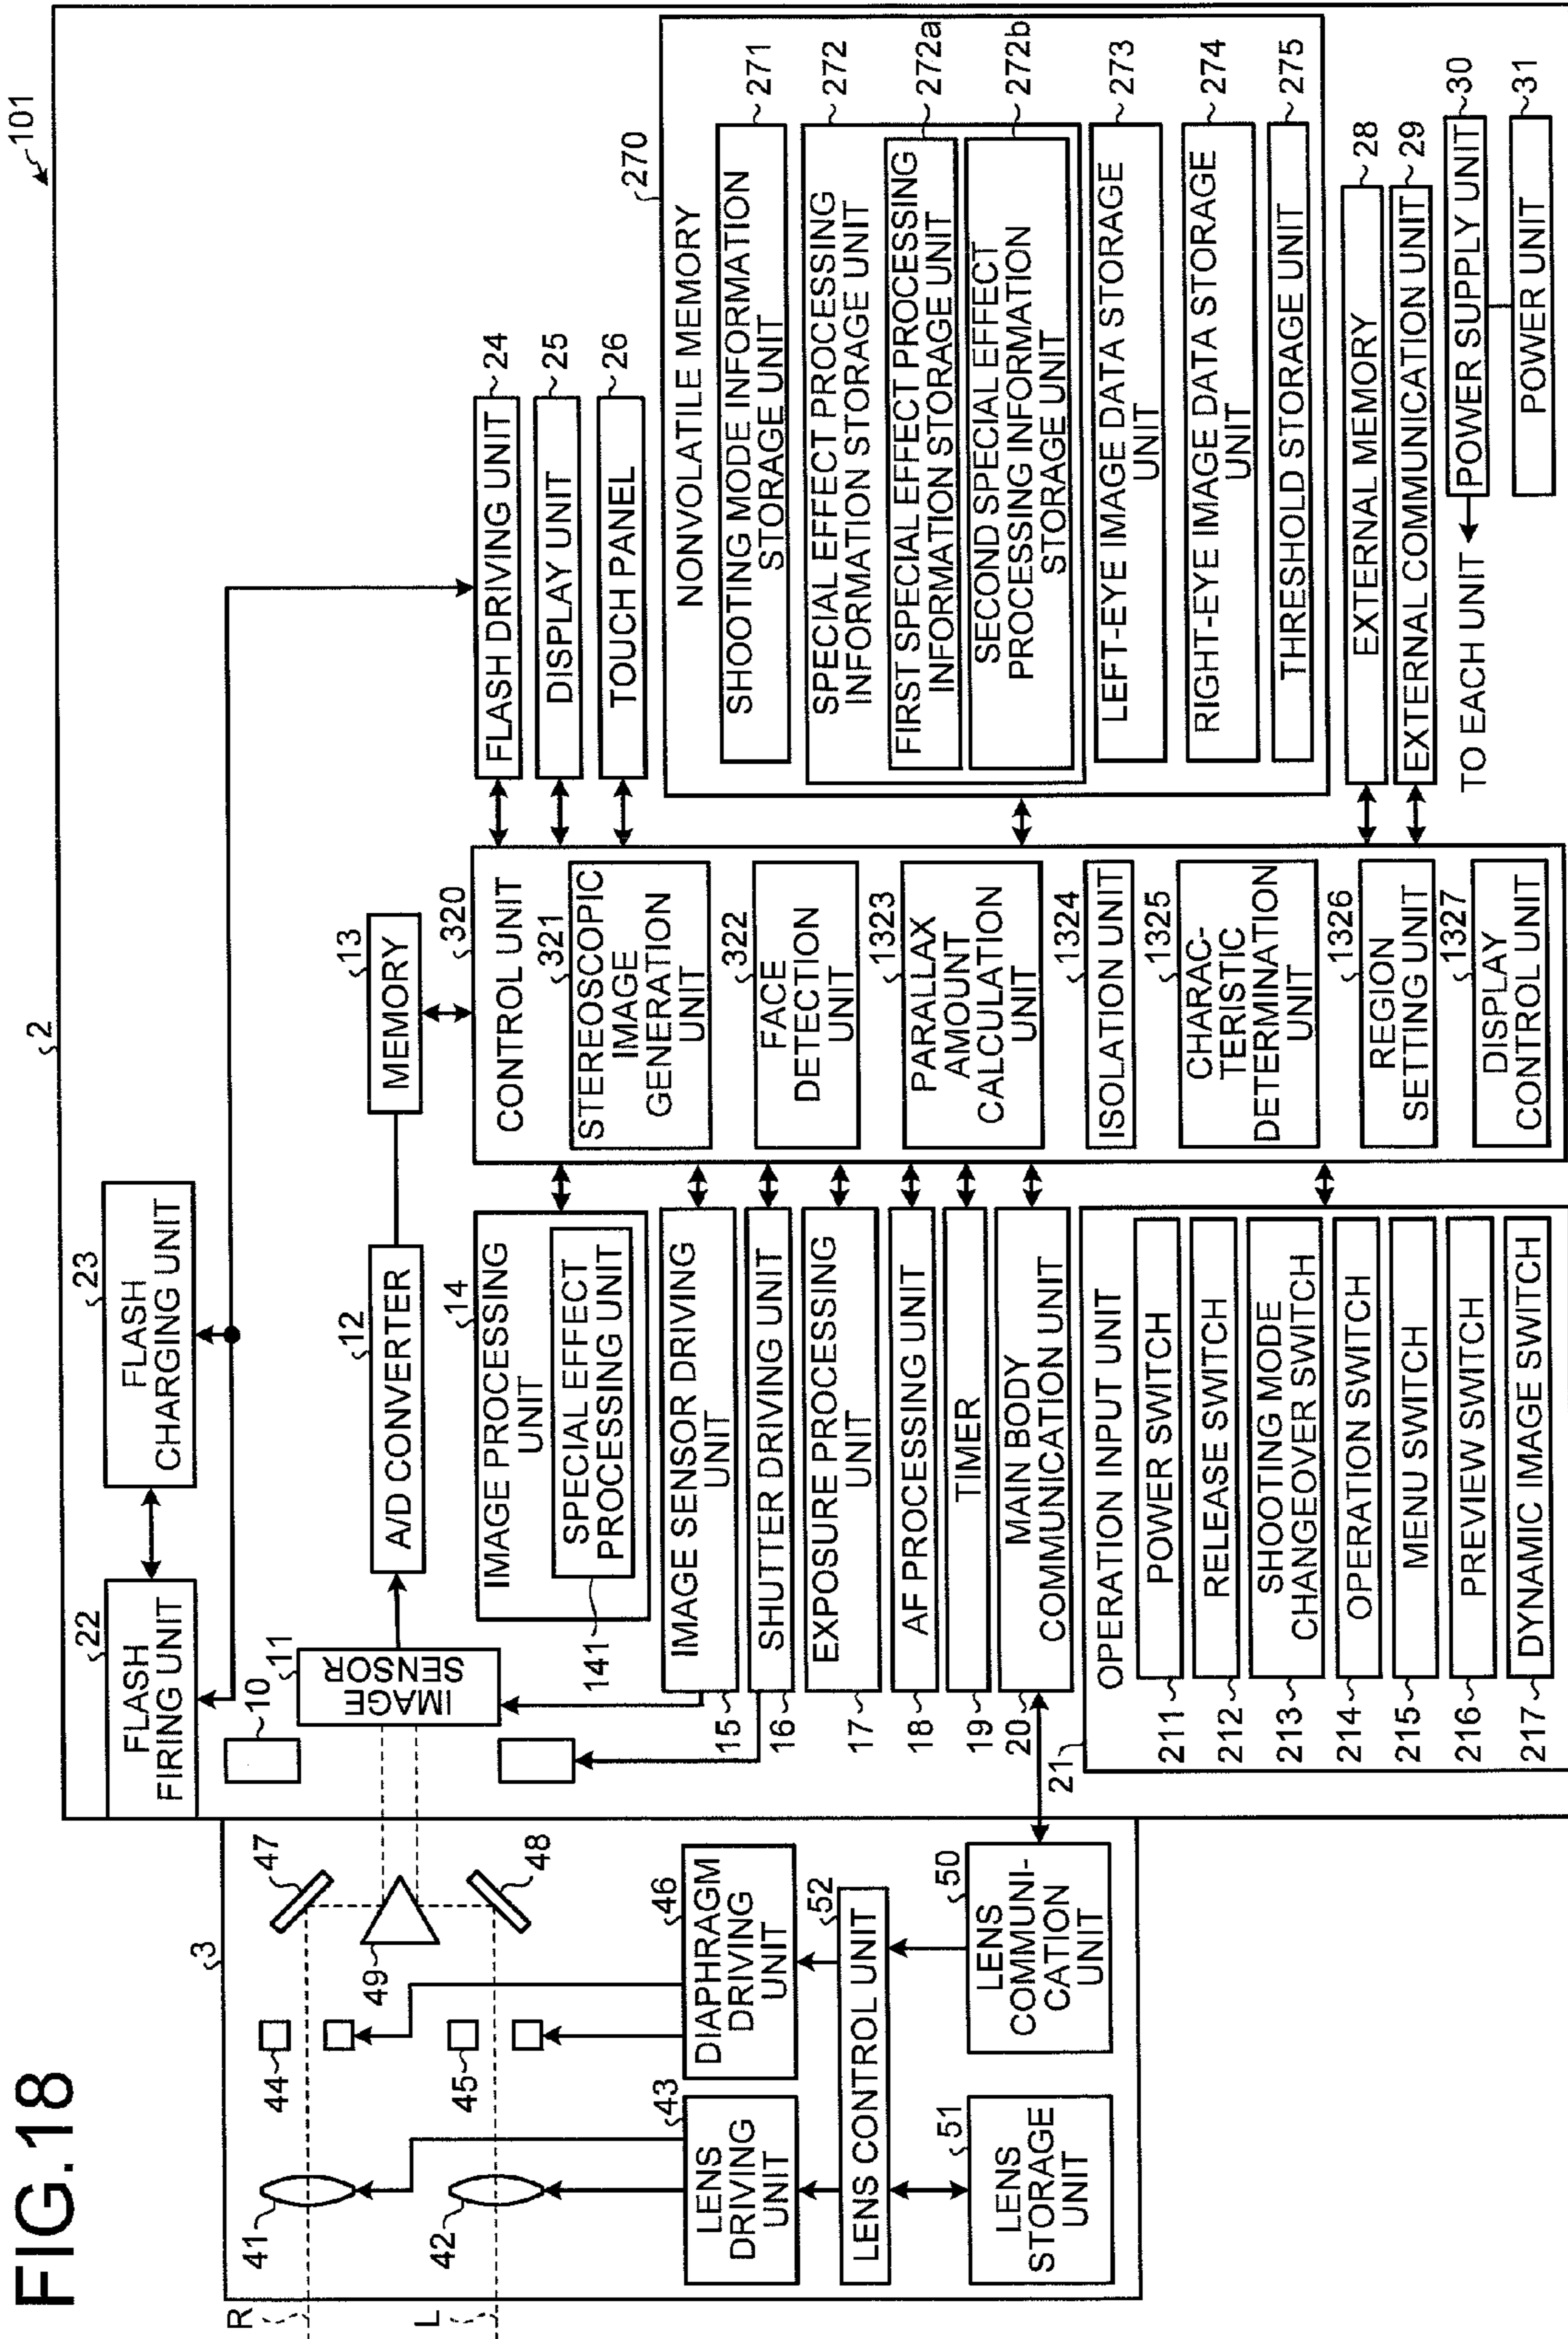 FIG.18
101
2
3
R
L
41
42
44
45
47
48
49
LENS
DRIVING
UNIT
43
DIAPHRAGM
DRIVING
UNIT
46
LENS CONTROL UNIT
52
LENS
STORAGE
UNIT
51
LENS
COMMUNI-
CATION
UNIT
50
FLASH
FIRING UNIT
22
FLASH
CHARGING UNIT
23
10
IMAGE
SENSOR
11
A/D CONVERTER
12
MEMORY
13
IMAGE PROCESSING
UNIT
14
SPECIAL EFFECT
PROCESSING UNIT
141
IMAGE SENSOR DRIVING
UNIT
15
SHUTTER DRIVING UNIT
16
EXPOSURE PROCESSING
UNIT
17
AF PROCESSING UNIT
18
TIMER
19
MAIN BODY
COMMUNICATION UNIT
20
OPERATION INPUT UNIT
21
POWER SWITCH
211
RELEASE SWITCH
212
SHOOTING MODE
CHANGEOVER SWITCH
213
OPERATION SWITCH
214
MENU SWITCH
215
PREVIEW SWITCH
216
DYNAMIC IMAGE SWITCH
217
CONTROL UNIT
320
STEREOSCOPIC
IMAGE
GENERATION
UNIT
321
FACE
DETECTION
UNIT
322
PARALLAX
AMOUNT
CALCULATION
UNIT
1323
ISOLATION UNIT
1324
CHARAC-
TERISTIC
DETERMINATION
UNIT
1325
REGION
SETTING UNIT
1326
DISPLAY
CONTROL UNIT
1327
FLASH DRIVING UNIT
24
DISPLAY UNIT
25
TOUCH PANEL
26
NONVOLATILE MEMORY
270
SHOOTING MODE INFORMATION
STORAGE UNIT
271
SPECIAL EFFECT PROCESSING
INFORMATION STORAGE UNIT
272
FIRST SPECIAL EFFECT PROCESSING
INFORMATION STORAGE UNIT
272a
SECOND SPECIAL EFFECT
PROCESSING INFORMATION
STORAGE UNIT
272b
LEFT-EYE IMAGE DATA STORAGE
UNIT
273
RIGHT-EYE IMAGE DATA STORAGE
UNIT
274
THRESHOLD STORAGE UNIT
275
EXTERNAL MEMORY
28
EXTERNAL COMMUNICATION UNIT
29
TO EACH UNIT
POWER SUPPLY UNIT
30
POWER UNIT
31